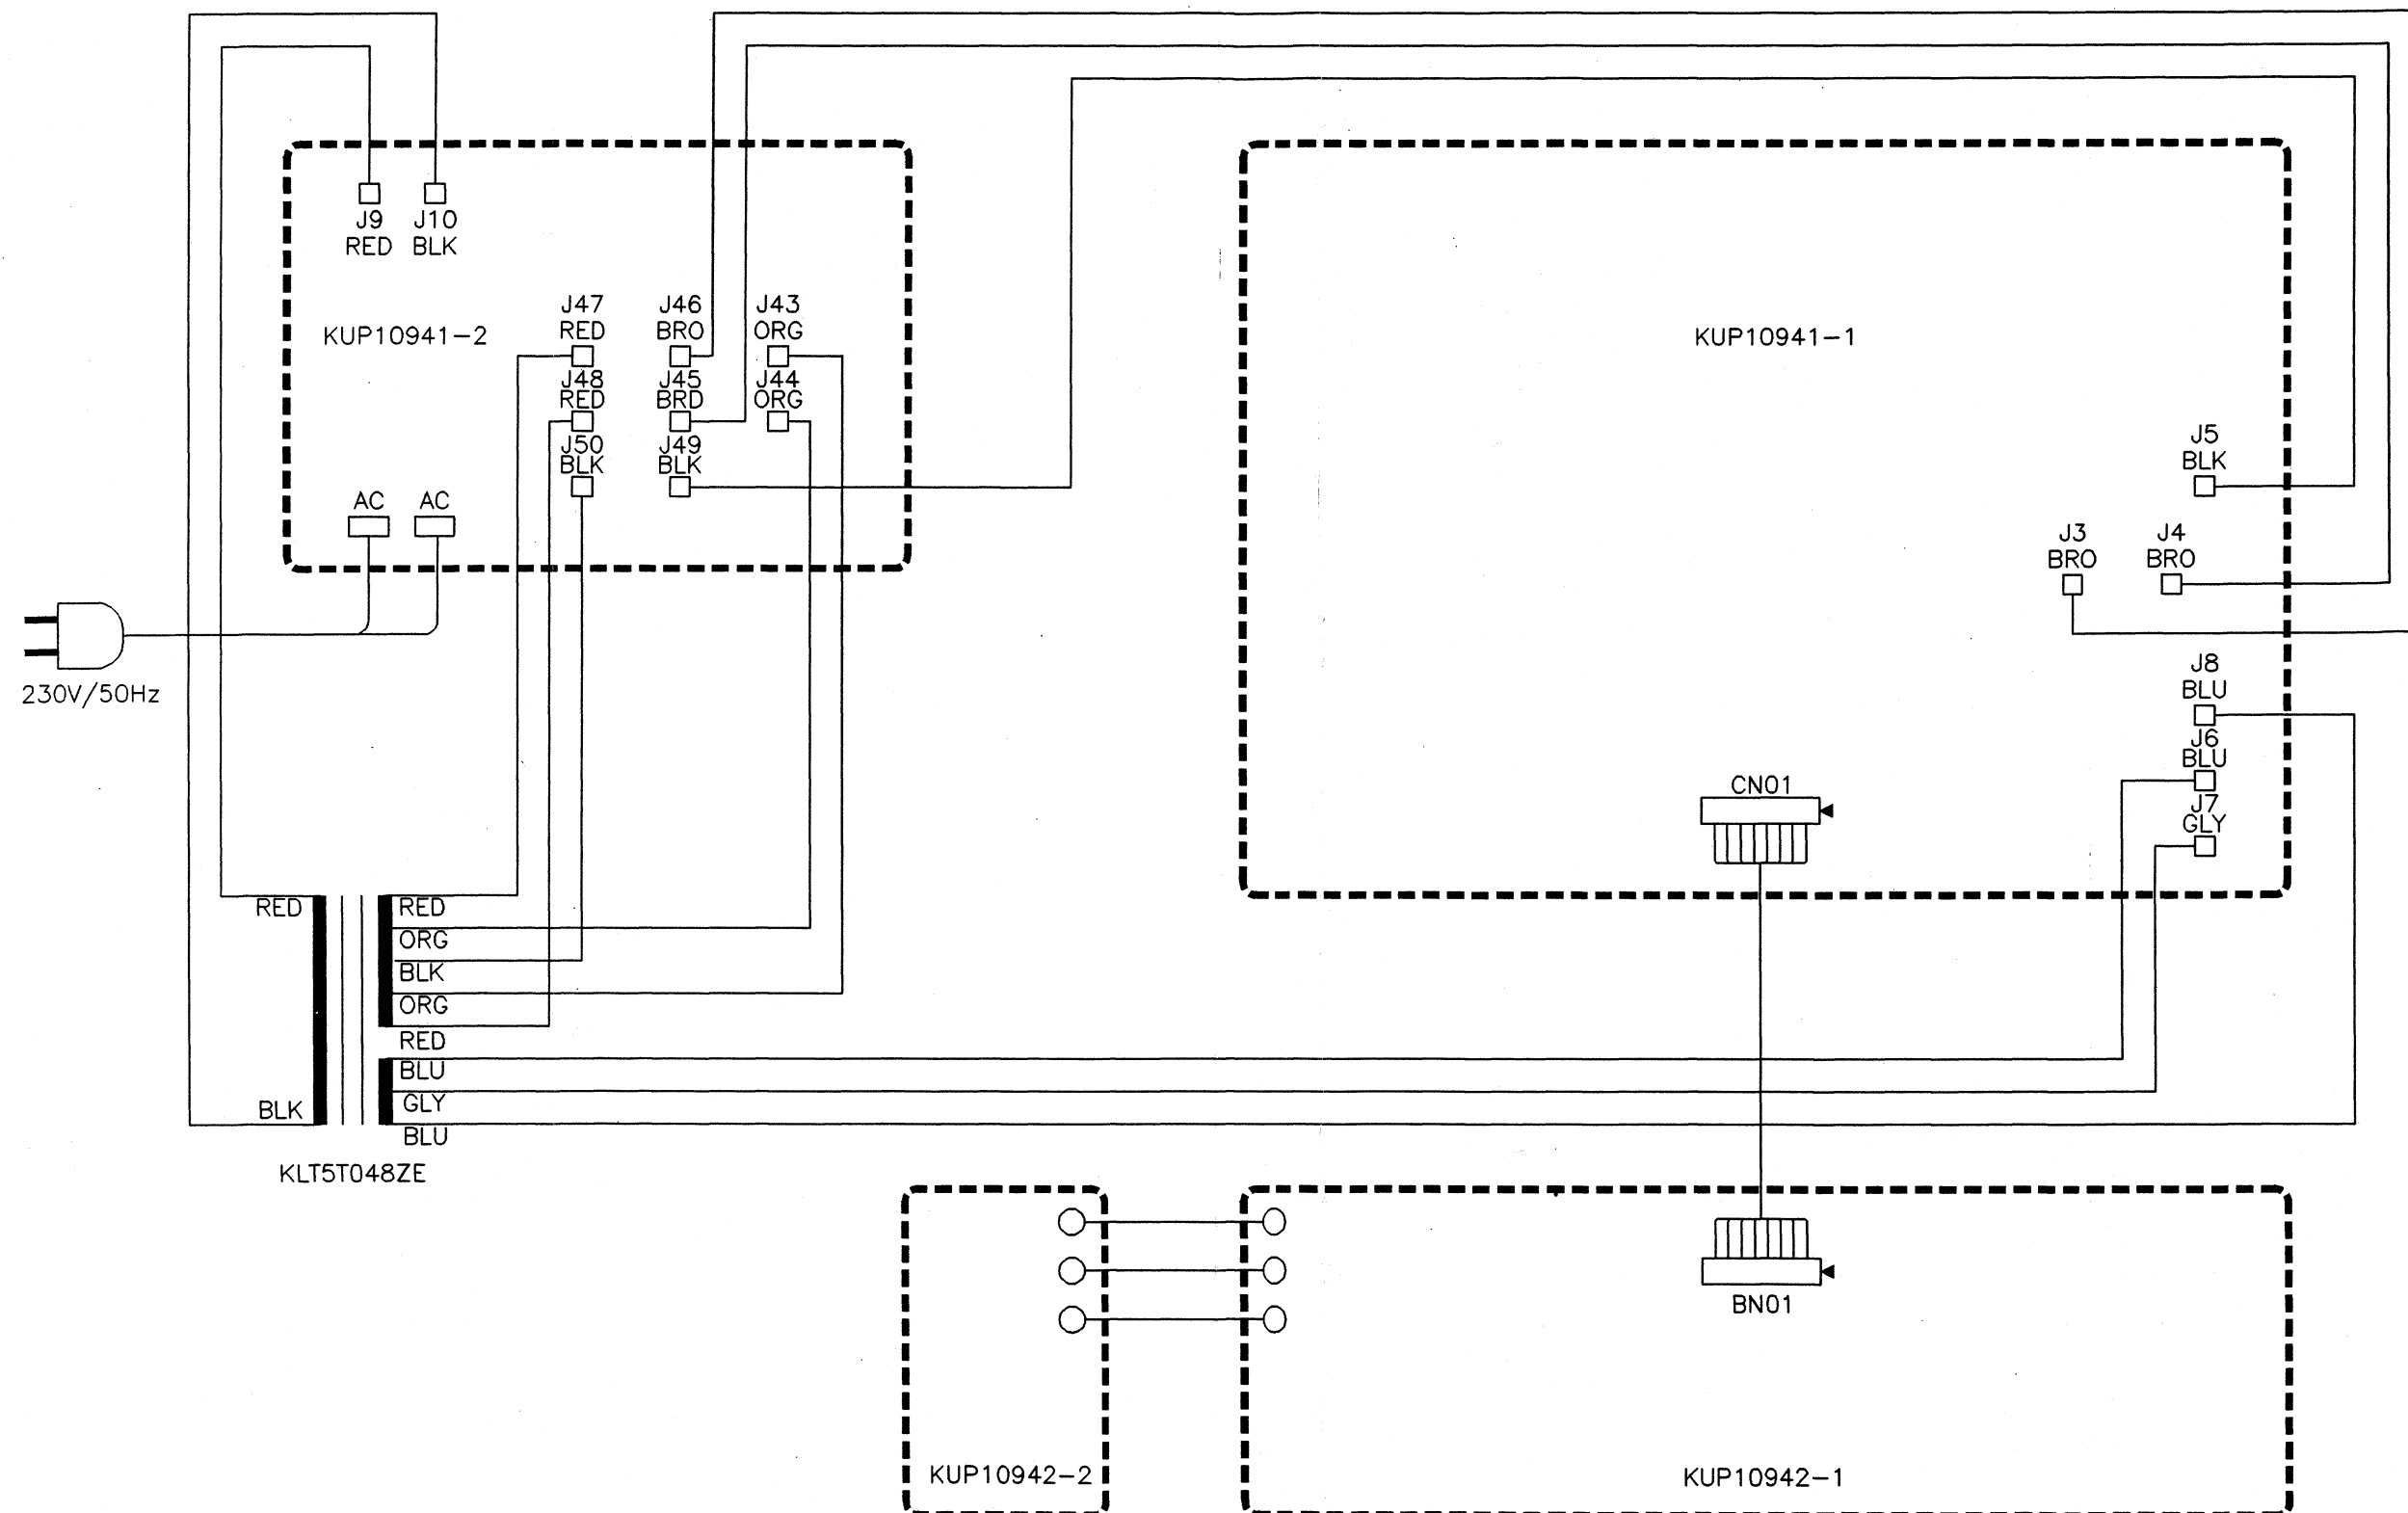 J9 J10
RED BLK
J47 J46 J43
RED BRO ORG
KUP10941-2
KUP10941-1
J48 J45 J44
RED BRD ORG
J50 J49
BLK BLK
J5
BLK
AC AC
J3 J4
BRO BRO
230V/50Hz
J8
BLU
J6
BLU
CN01
J7
GLY
RED RED
ORG
BLK
ORG
RED
BLU
BLK GLY
BLU
KLT5T048ZE
BN01
KUP10942-2
KUP10942-1